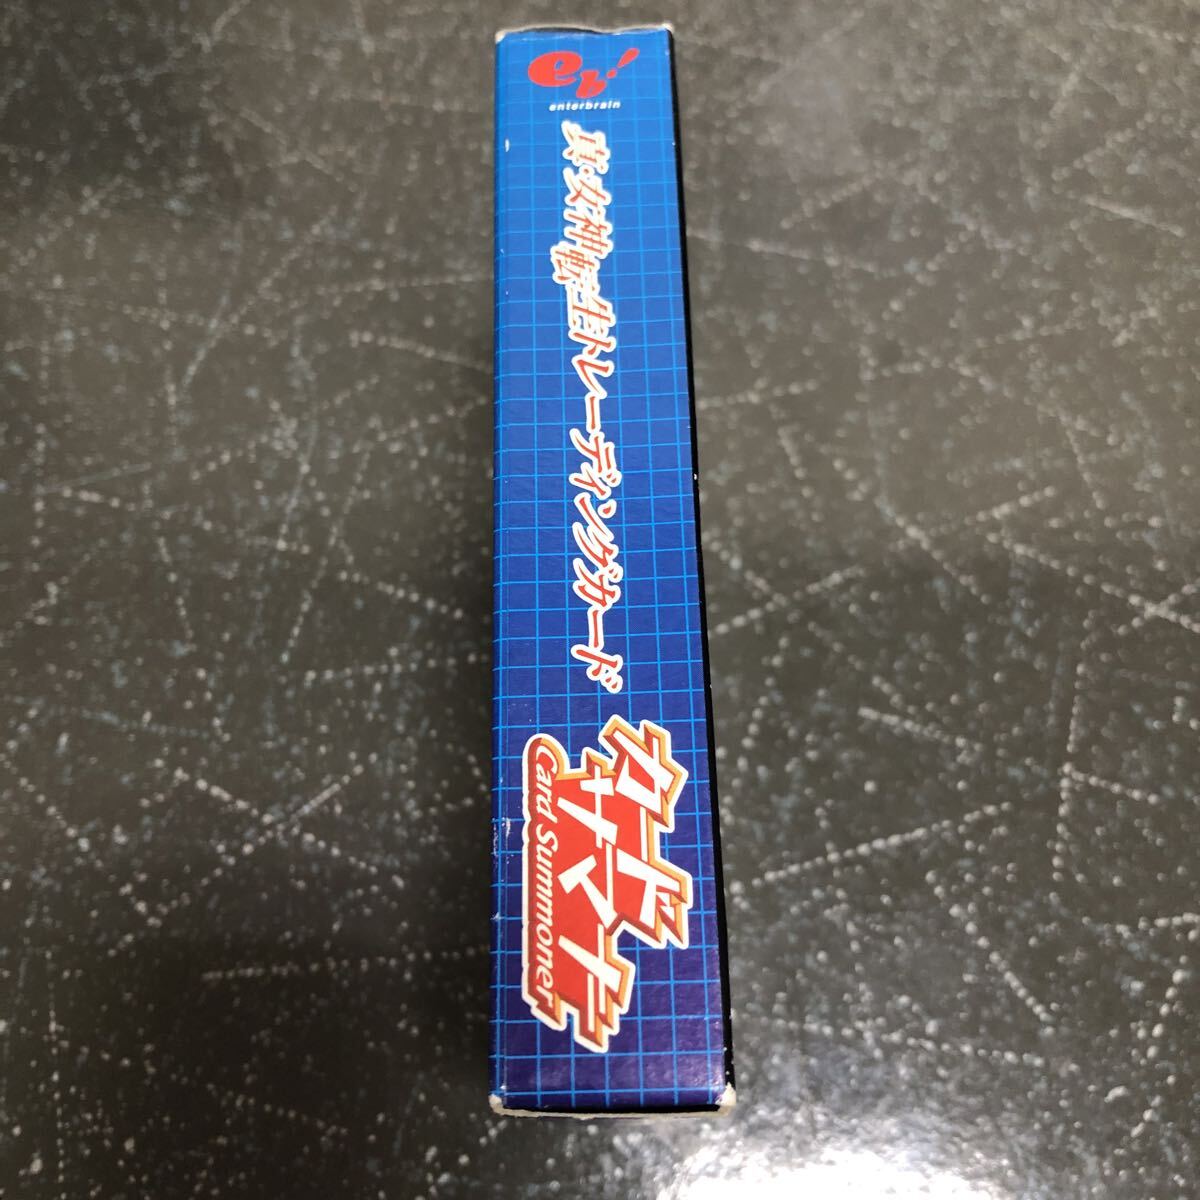 eb!
enterbrain
真・女神転生トレーディングカード
カード
サマナー
Card Summoner